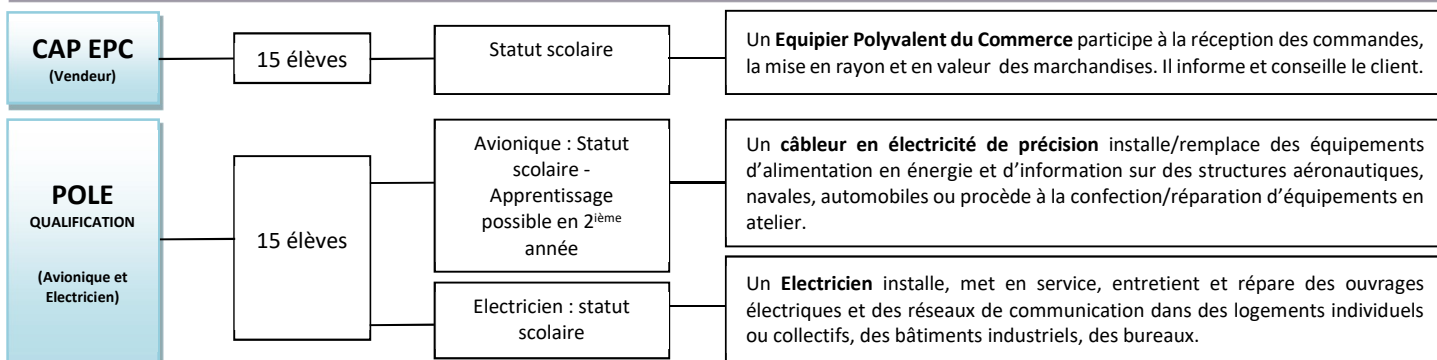 CAP EPC
(Vendeur)
15 élèves
Statut scolaire
Un Equipier Polyvalent du Commerce participe à la réception des commandes,
la mise en rayon et en valeur des marchandises. Il informe et conseille le client.
POLE
QUALIFICATION
(Avionique et
Electricien)
15 élèves
Avionique : Statut
scolaire -
Apprentissage
possible en 2ième
année
Un câbleur en électricité de précision installe/remplace des équipements
d’alimentation en énergie et d’information sur des structures aéronautiques,
navales, automobiles ou procède à la confection/réparation d’équipements en
atelier.
Electricien : statut
scolaire
Un Electricien installe, met en service, entretient et répare des ouvrages
électriques et des réseaux de communication dans des logements individuels
ou collectifs, des bâtiments industriels, des bureaux.